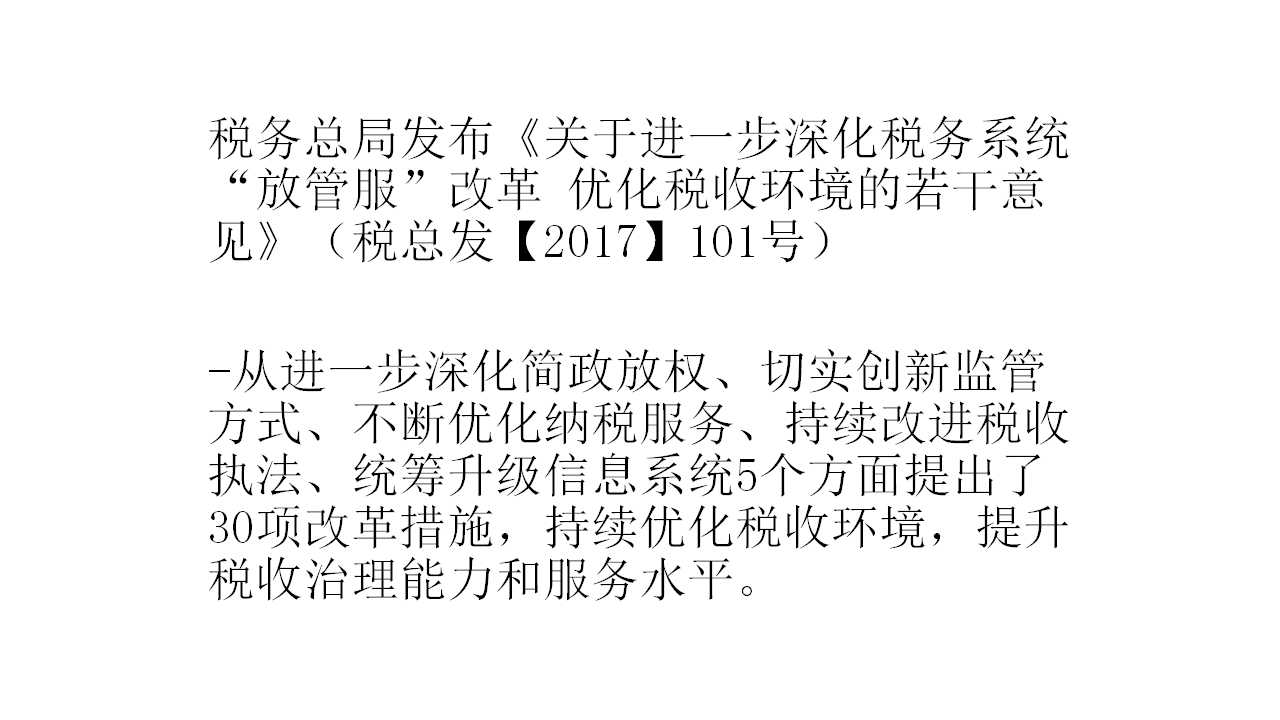 税务总局发布《关于进一步深化税务系统
“放管服”改革 优化税收环境的若干意
见》（税总发【2017】101号）
-从进一步深化简政放权、切实创新监管
方式、不断优化纳税服务、持续改进税收
执法、统筹升级信息系统5个方面提出了
30项改革措施，持续优化税收环境，提升
税收治理能力和服务水平。